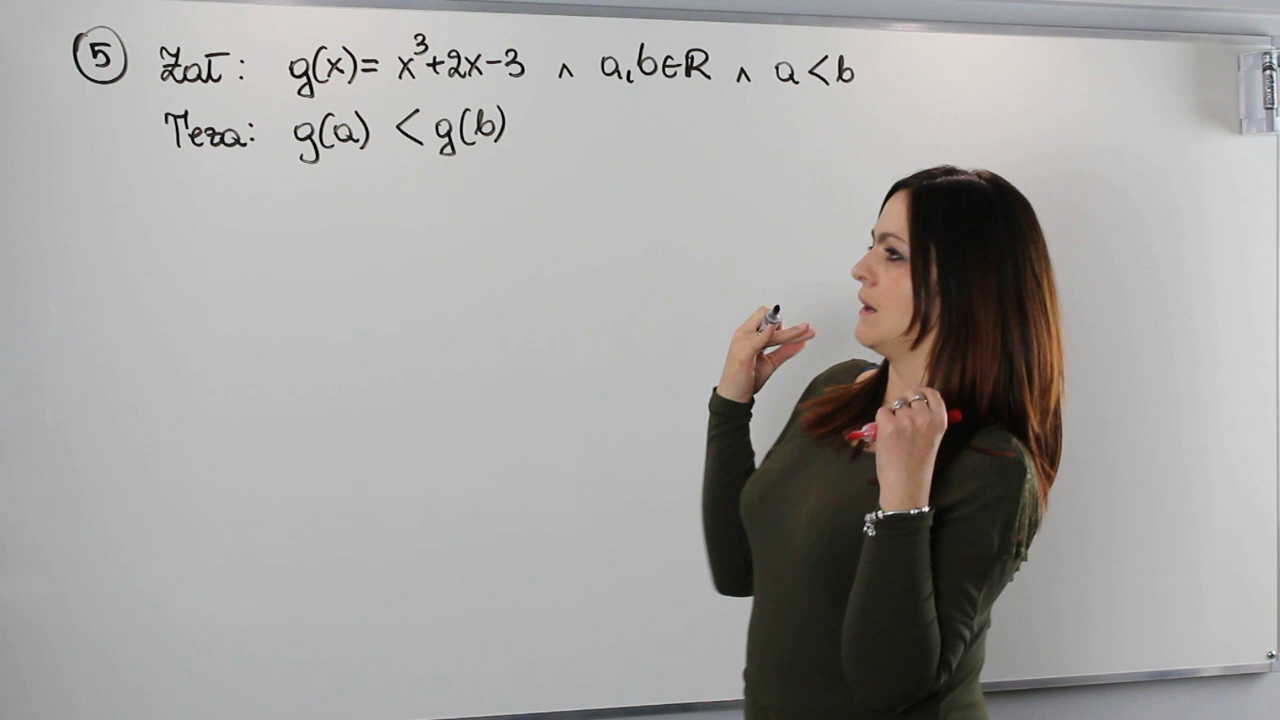 ⑤ Zał: g(x)= x³+2x-3 ∧ a,b∈R ∧ a<b
Teza: g(a) < g(b)